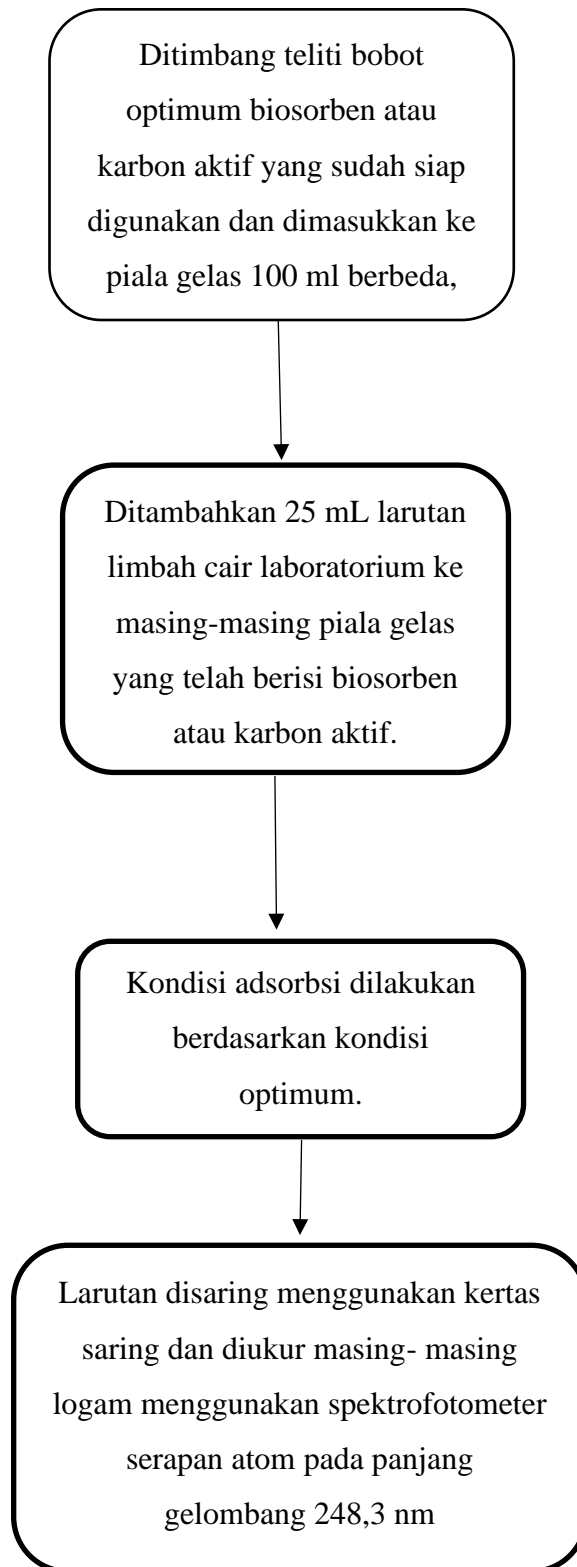 Ditimbang teliti bobot
optimum biosorben atau
karbon aktif yang sudah siap
digunakan dan dimasukkan ke
piala gelas 100 ml berbeda,
Ditambahkan 25 mL larutan
limbah cair laboratorium ke
masing-masing piala gelas
yang telah berisi biosorben
atau karbon aktif.
Kondisi adsorbsi dilakukan
berdasarkan kondisi
optimum.
Larutan disaring menggunakan kertas
saring dan diukur masing- masing
logam menggunakan spektrofotometer
serapan atom pada panjang
gelombang 248,3 nm